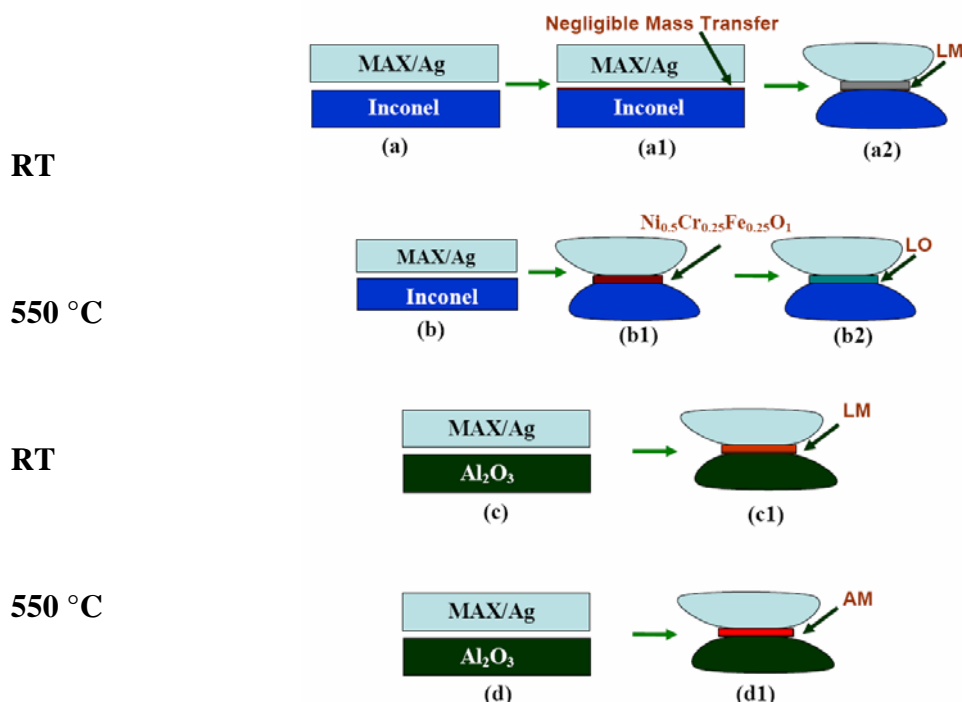 Negligible Mass Transfer
MAX/Ag
MAX/Ag
LM
Inconel
Inconel
(a)
(a1)
(a2)
RT
Ni0.5Cr0.25Fe0.25O1
MAX/Ag
LO
550 °C
Inconel
(b)
(b1)
(b2)
LM
MAX/Ag
RT
Al2O3
(c)
(c1)
550 °C
MAX/Ag
AM
Al2O3
(d)
(d1)